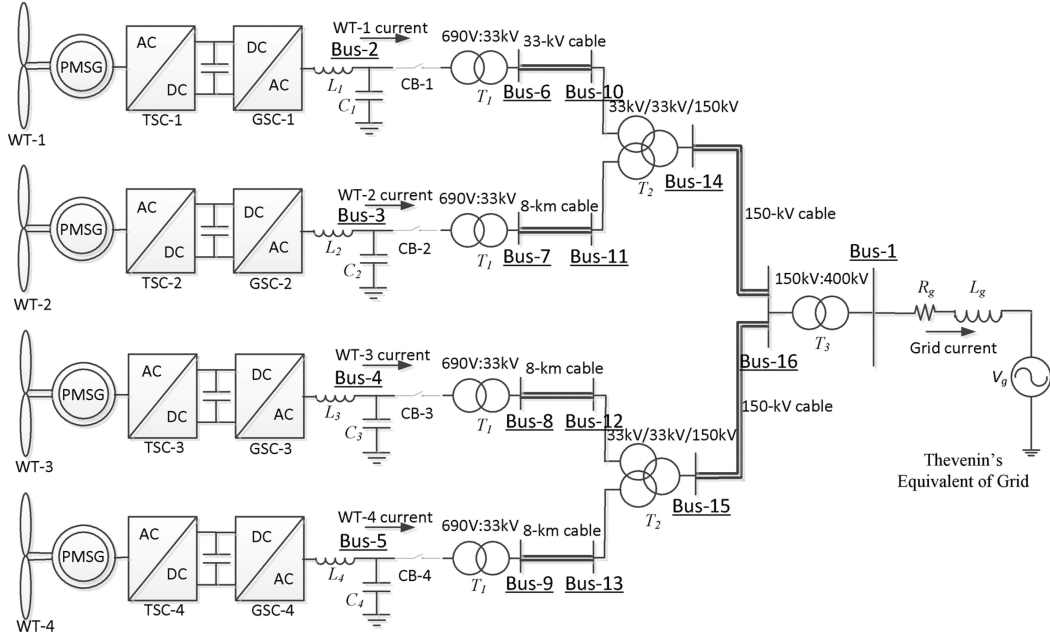 WT-1 current
690V:33kV
33-kV cable
Bus-2
AC
DC
PMSG
L1
CB-1
T1
Bus-6
Bus-10
DC
AC
C1
33kV/33kV/150kV
TSC-1
GSC-1
WT-1
T2
Bus-14
WT-2 current
690V:33kV
8-km cable
Bus-3
AC
DC
PMSG
150-kV cable
L2
CB-2
T1
Bus-7
Bus-11
DC
AC
C2
TSC-2
GSC-2
WT-2
Bus-1
150kV:400kV
Rg
Lg
T3
Grid current
WT-3 current
690V:33kV
8-km cable
Bus-16
Bus-4
AC
DC
Vg
PMSG
150-kV cable
L3
CB-3
T1
Bus-8
Bus-12
DC
AC
C3
33kV/33kV/150kV
TSC-3
GSC-3
WT-3
Thevenin's
Equivalent of Grid
T2
Bus-15
WT-4 current
690V:33kV
8-km cable
Bus-5
AC
DC
PMSG
L4
CB-4
T1
Bus-9
Bus-13
DC
AC
C4
TSC-4
GSC-4
WT-4